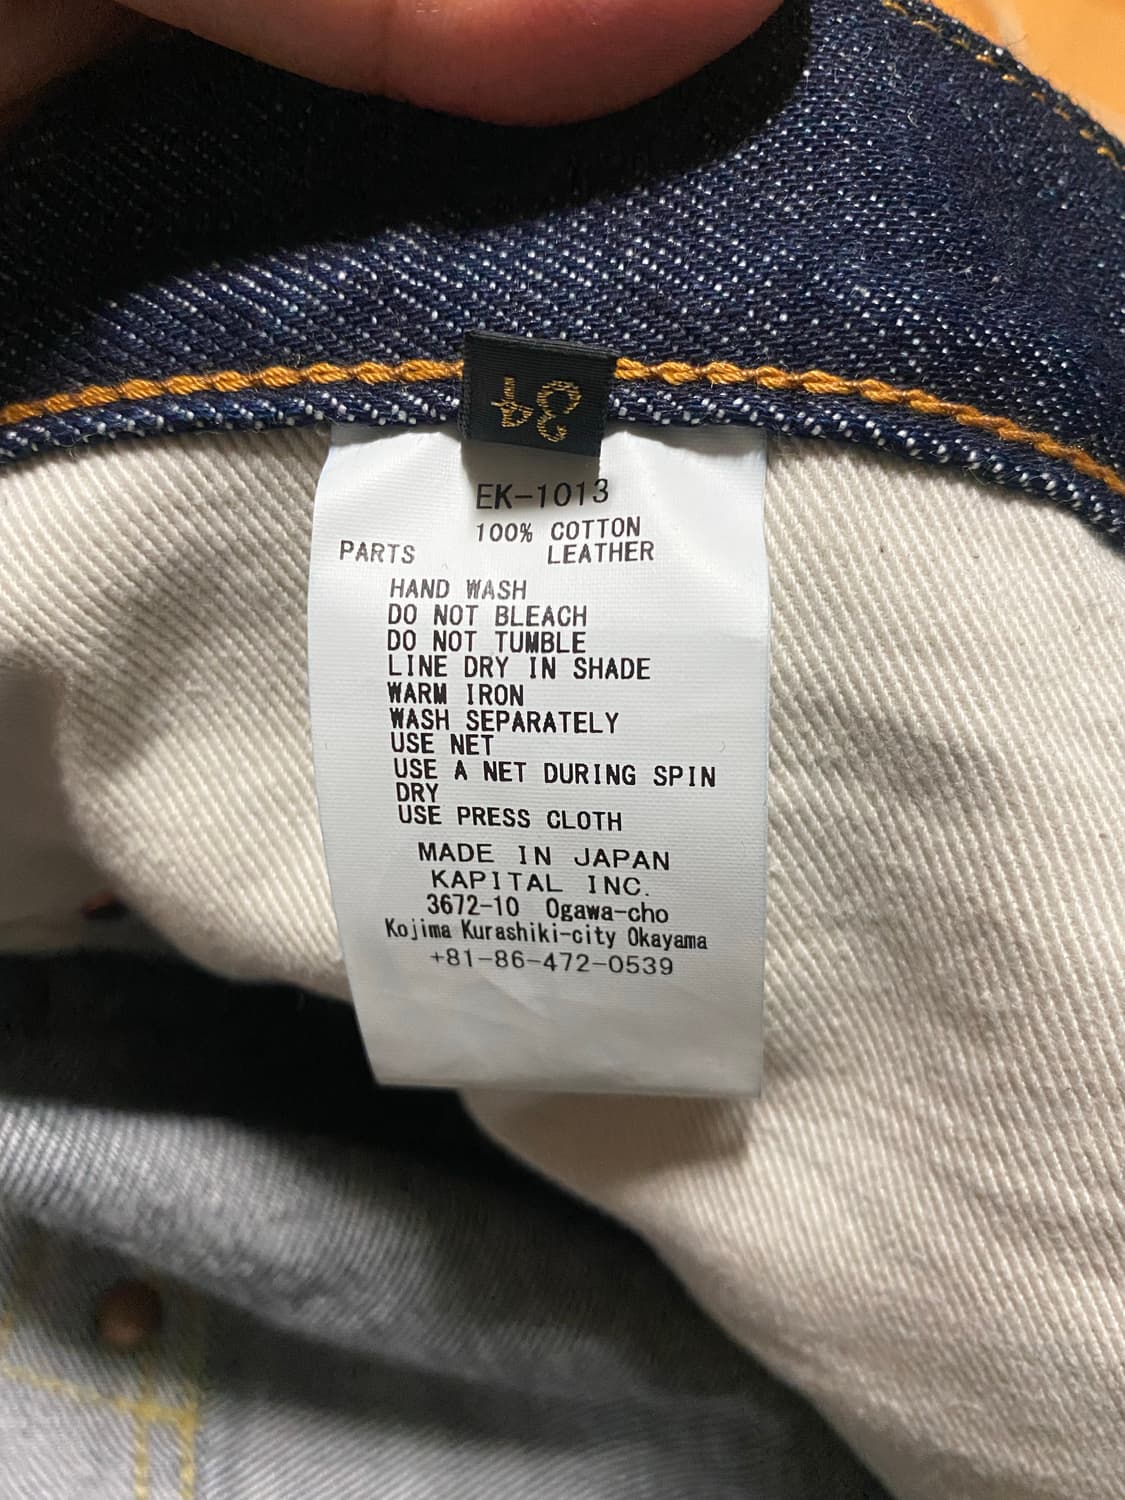 EK-1013
100% COTTON
PARTS LEATHER
HAND WASH
DO NOT BLEACH
DO NOT TUMBLE
LINE DRY IN SHADE
WARM IRON
WASH SEPARATELY
USE NET
USE A NET DURING SPIN
DRY
USE PRESS CLOTH
MADE IN JAPAN
KAPITAL INC.
3672-10 Ogawa-cho
Kojima Kurashiki-city Okayama
+81-86-472-0539